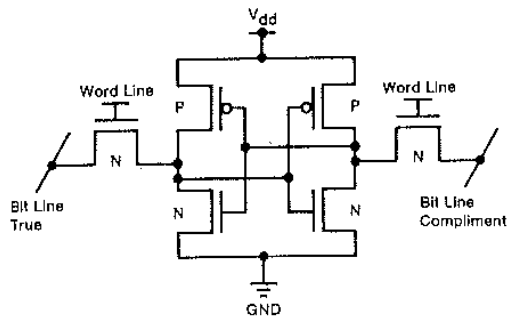 Vdd
Word Line
Word Line
P
P
N
N
Bit Line
True
Bit Line
Compliment
N
N
GND